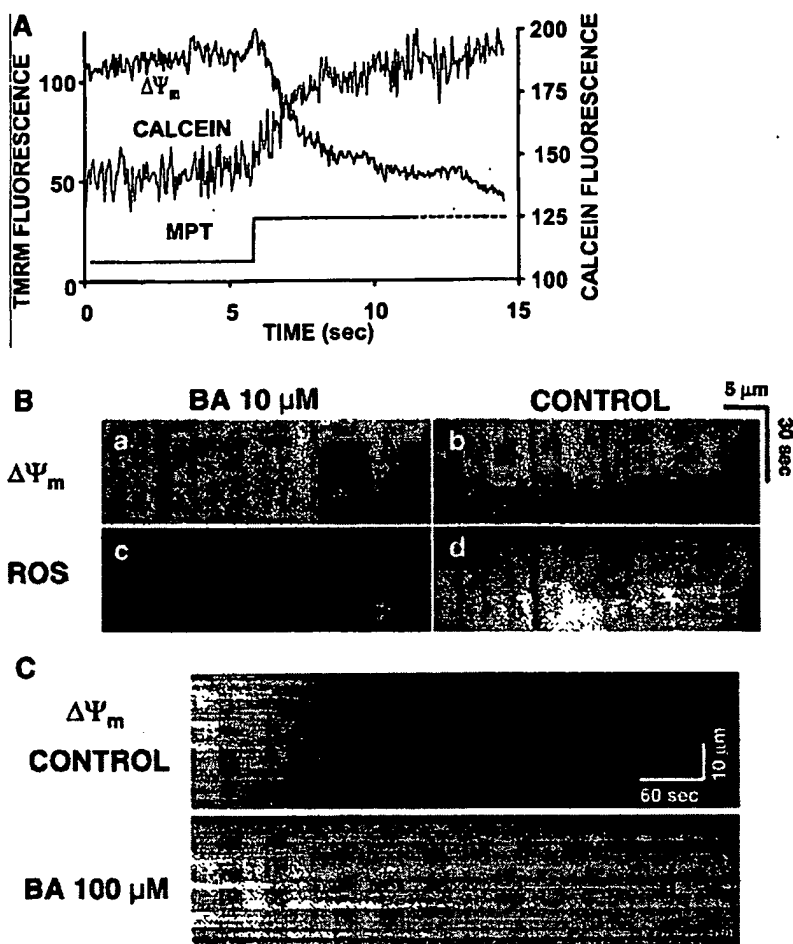 A
TMRM FLUORESCENCE
100
50
0
ΔΨm
CALCEIN
MPT
200
175
150
125
100
CALCEIN FLUORESCENCE
0 5 10 15
TIME (sec)
B
BA 10 µM CONTROL
5 µm
30 sec
ΔΨm
a b
ROS
c d
C
ΔΨm
CONTROL
10 µm
60 sec
BA 100 µM